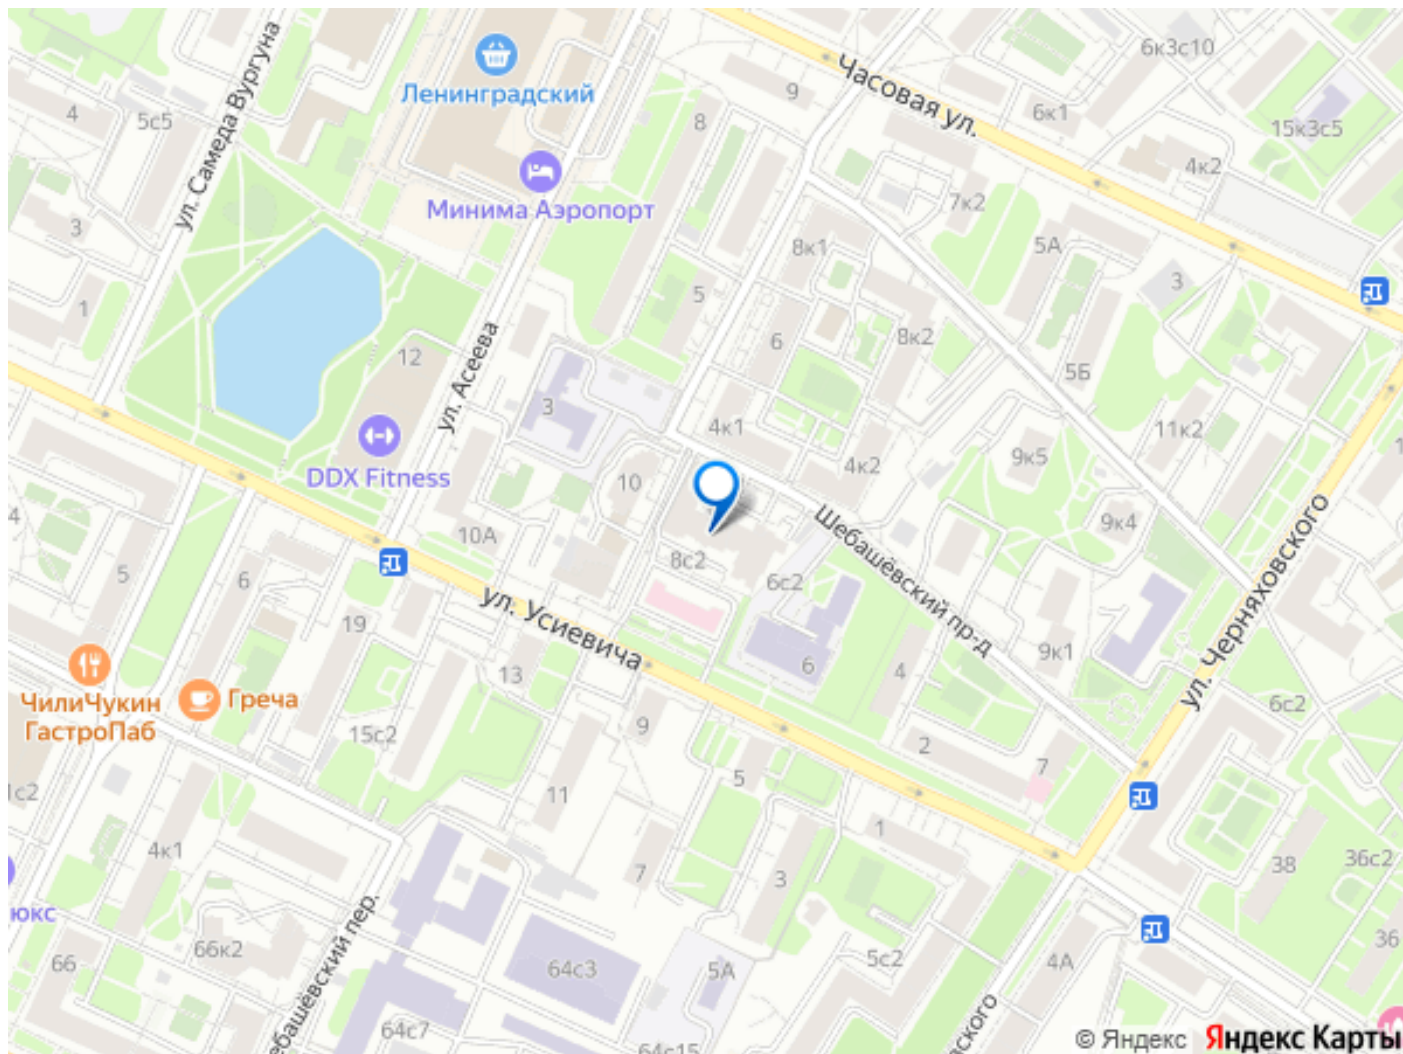 6к3с10
Часовая ул.
9
6к1
15к3с5
4к2
ул. Самеда Вургуна
4
5с5
Ленинградский
8
Минима Аэропорт
7к2
3
8к1
5А
3
1
5
ул. Асеева
12
6
8к2
5Б
3
4к1
11к2
DDX Fitness
10
4к2
9к5
4
10А
8с2
Шебашёвский пр-д
9к4
ул. Черняховского
5
6
6с2
ул. Усиевича
19
13
6
4
9к1
6с2
ЧилиЧукин
ГастроПаб
Греча
15с2
9
2
7
5
1с2
11
1
4к1
7
3
38
36с2
юкс
66
66к2
64с3
5А
5с2
4А
36
64с7
64с15
© Яндекс
Яндекс Карты